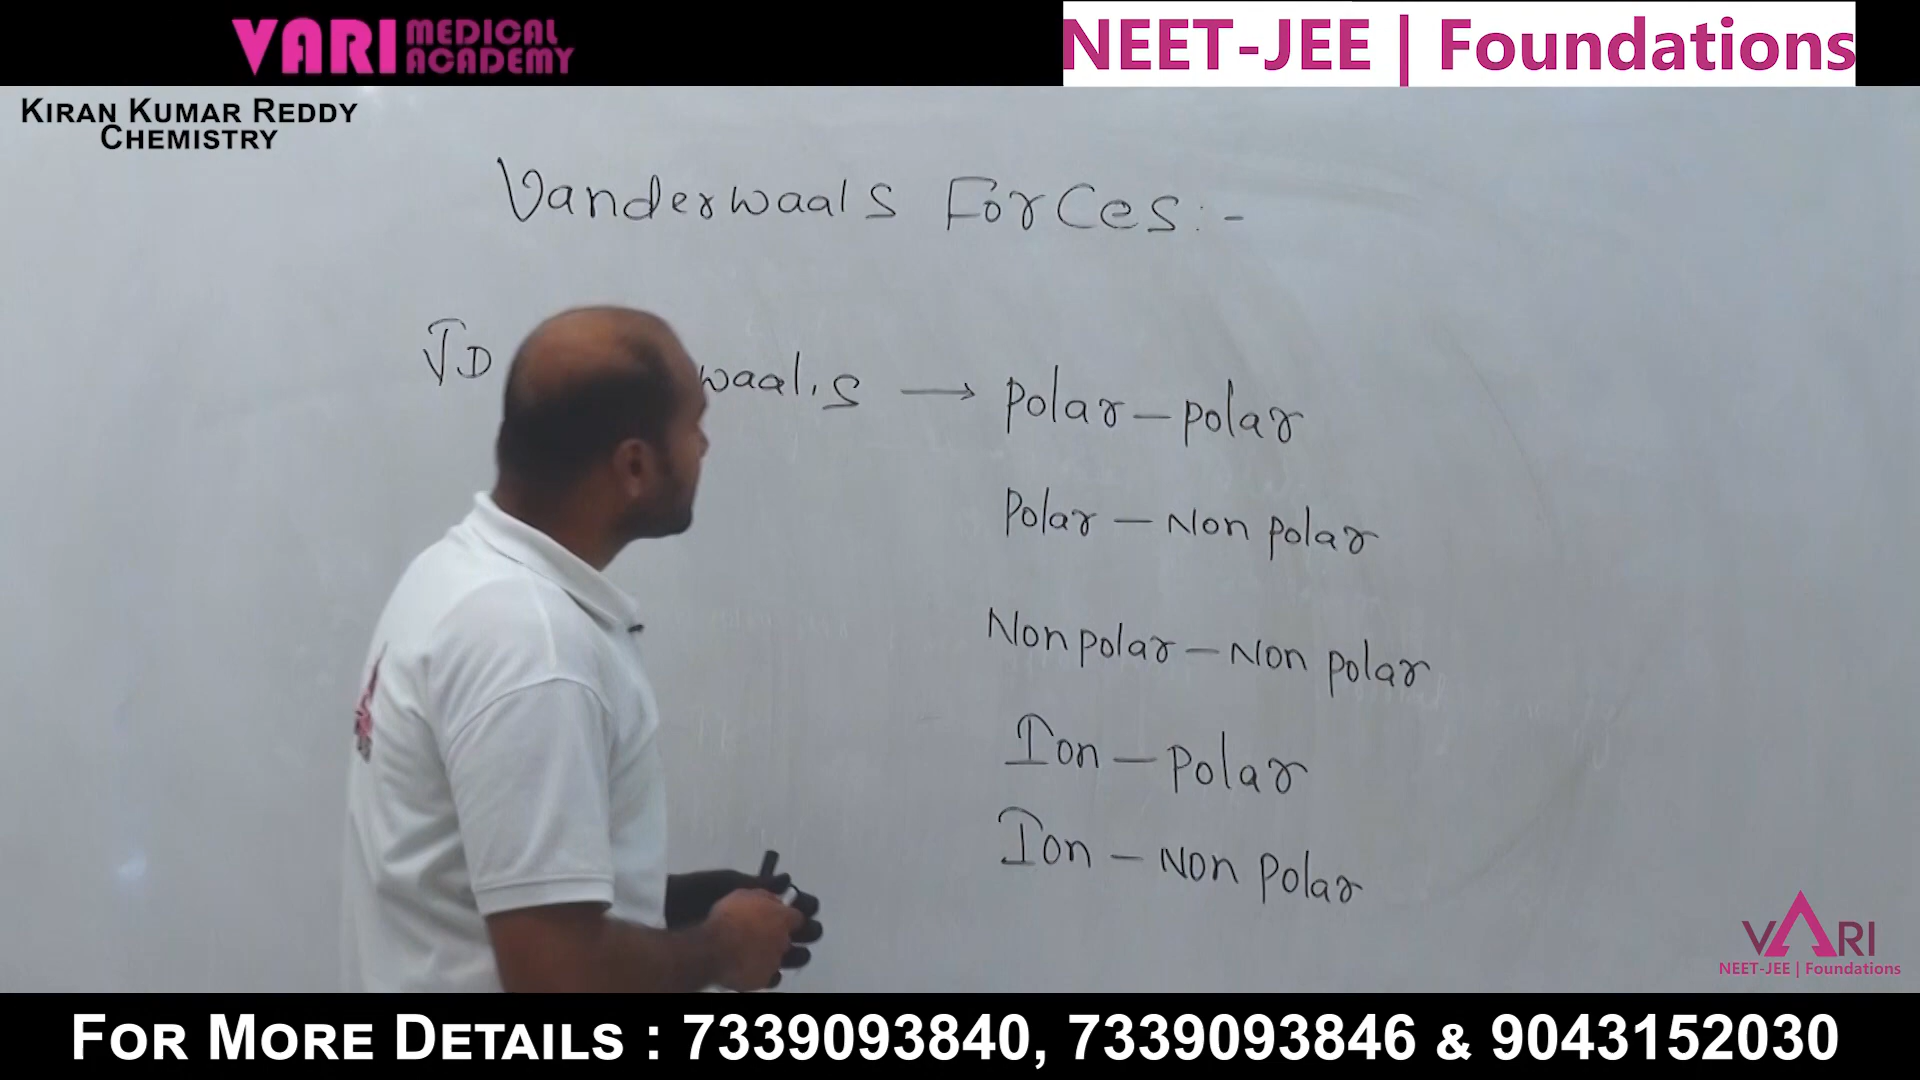 VARI MEDICAL ACADEMY
NEET-JEE | Foundations
KIRAN KUMAR REDDY
CHEMISTRY
Vanderwaals Forces:-
waal's → polar - polar
Polar - Non polar
Non polar - Non polar
Ion - polar
Ion - Non polar
VARI
NEET-JEE | Foundations
FOR MORE DETAILS : 7339093840, 7339093846 & 9043152030